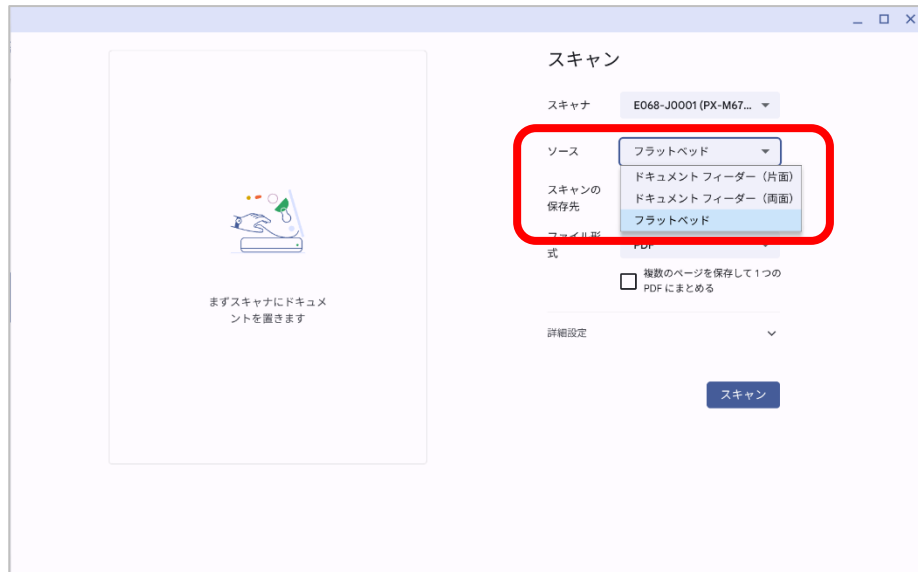 スキャン
スキャナ
E068-J0001 (PX-M67...
ソース
フラットベッド
ドキュメント フィーダー（片面）
ドキュメント フィーダー（両面）
フラットベッド
スキャンの
保存先
ファイル形
式
PDF
複数のページを保存して 1 つの
PDF にまとめる
詳細設定
スキャン
まずスキャナにドキュメ
ントを置きます